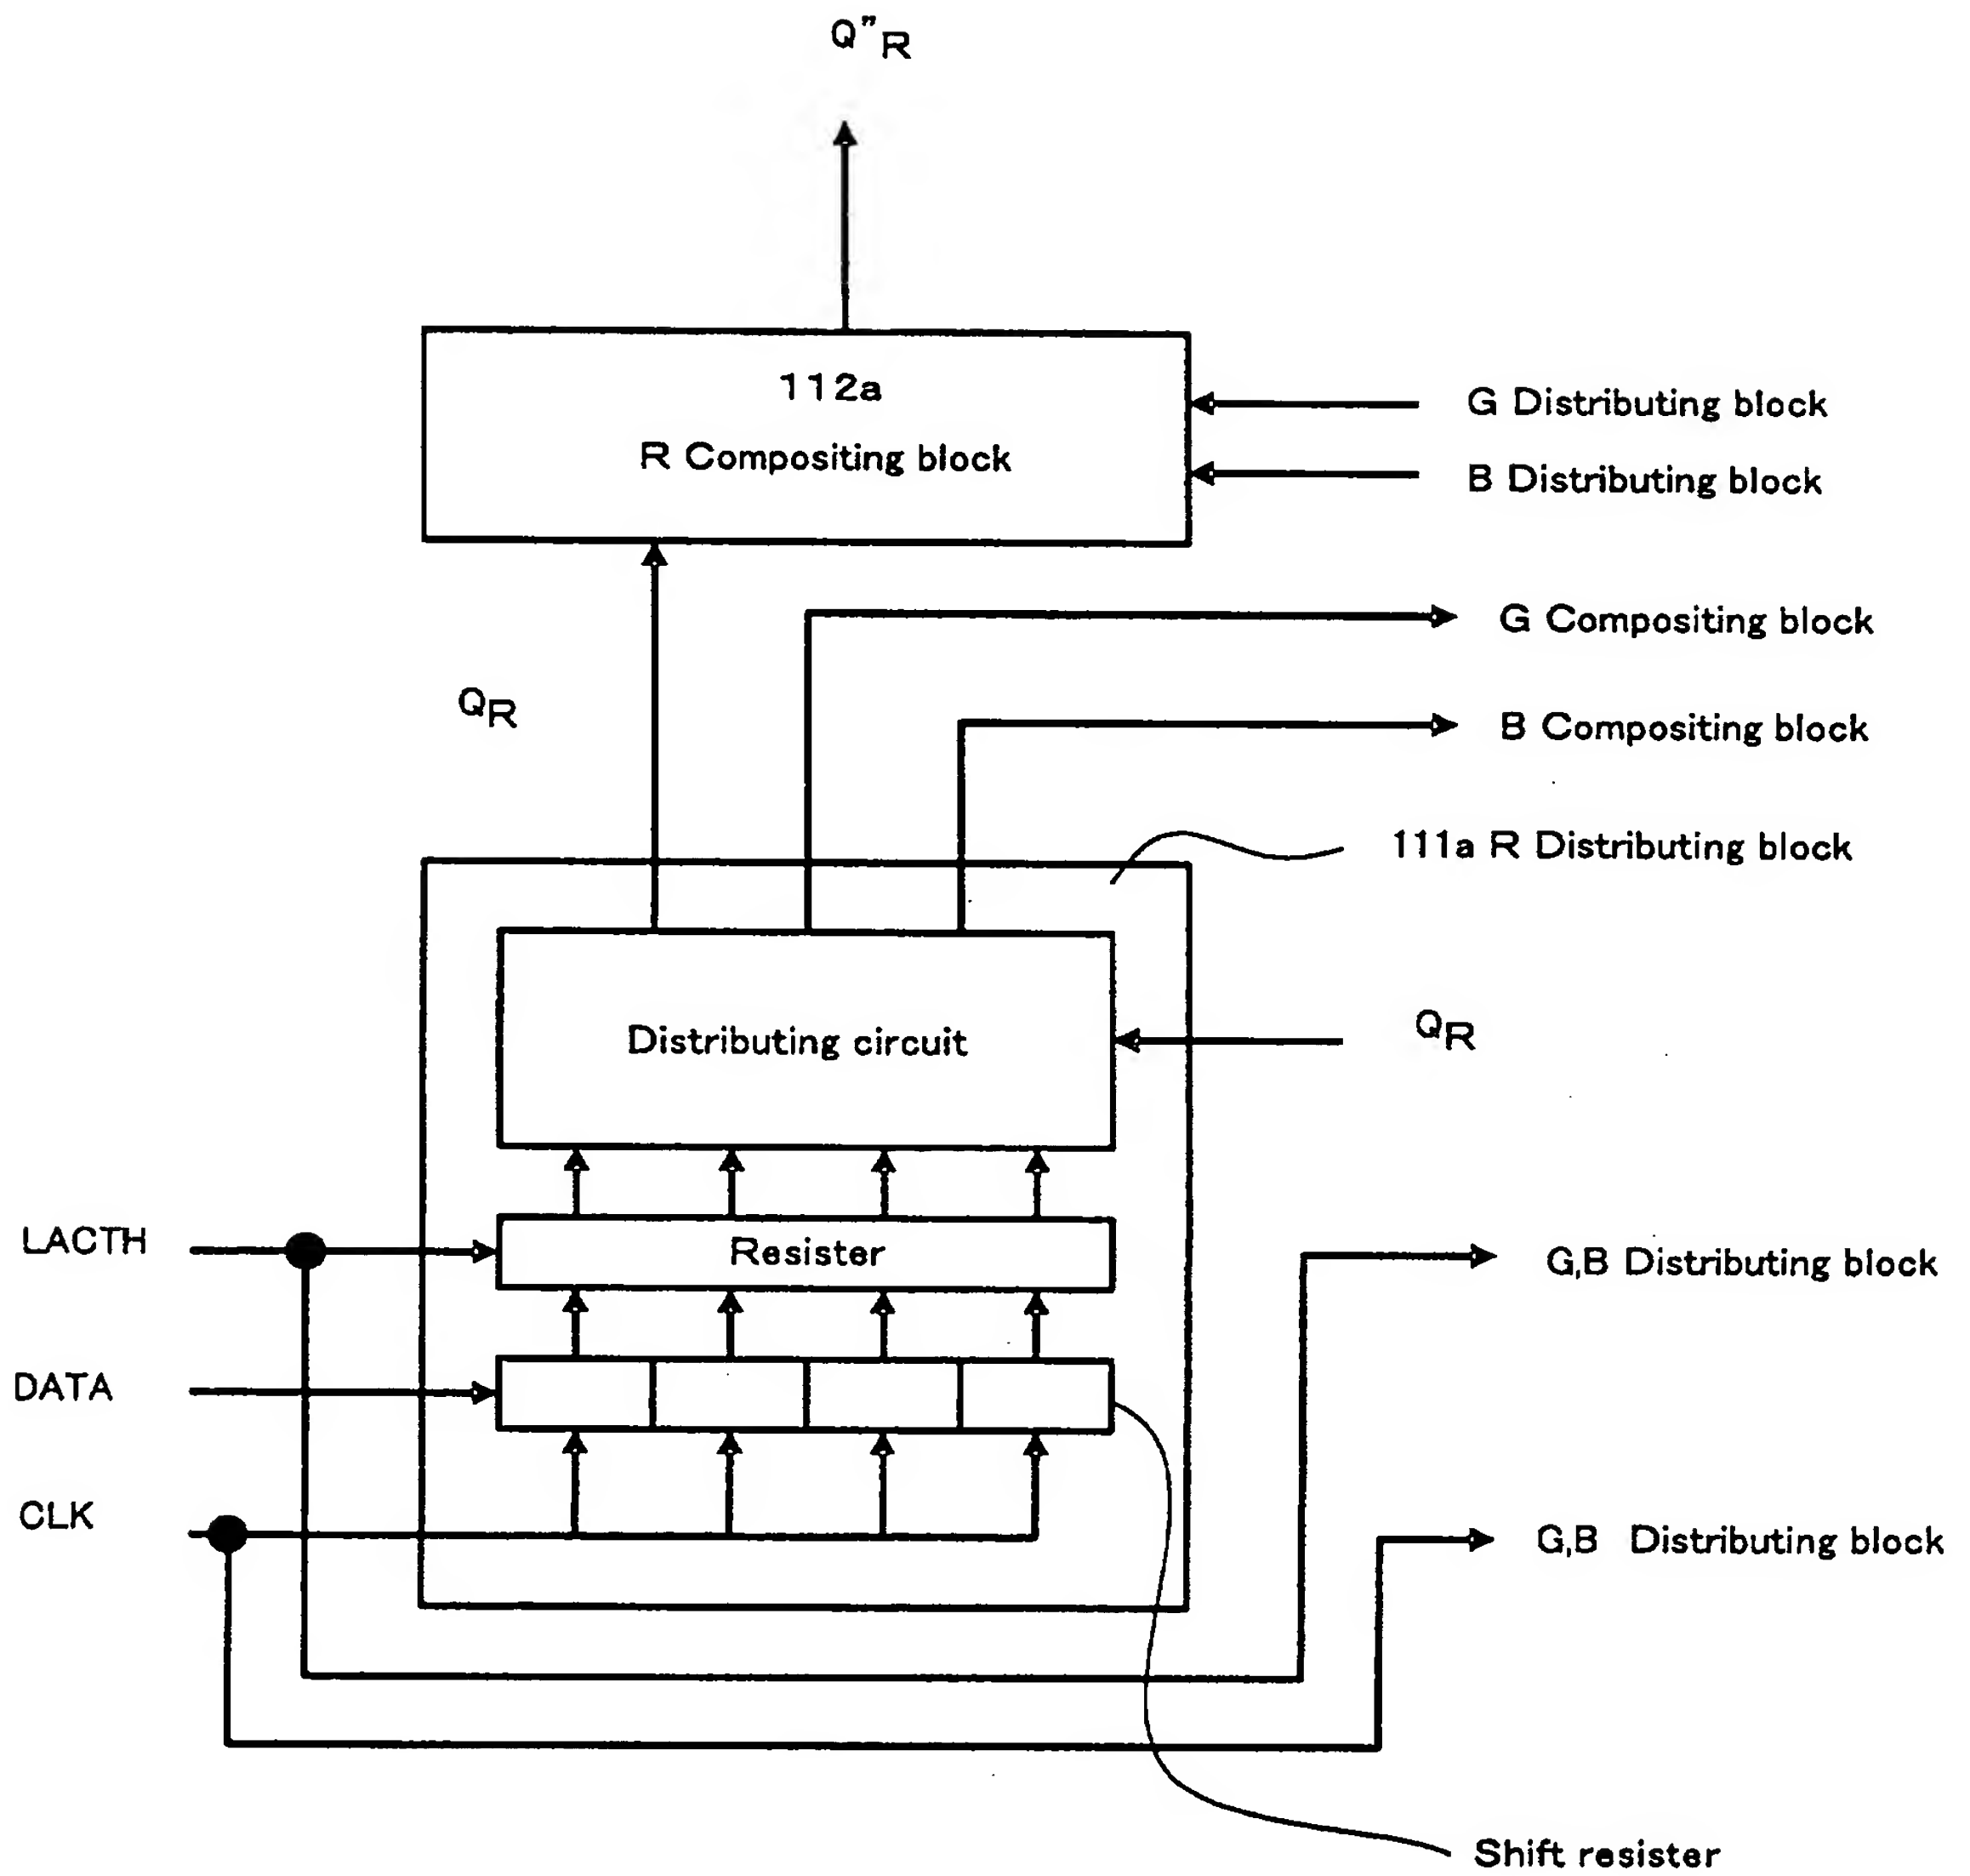 Q"R
112a
R Compositing block
G Distributing block
B Distributing block
G Compositing block
QR
B Compositing block
111a R Distributing block
Distributing circuit
QR
LACTH
Resister
G,B Distributing block
DATA
CLK
G,B Distributing block
Shift resister